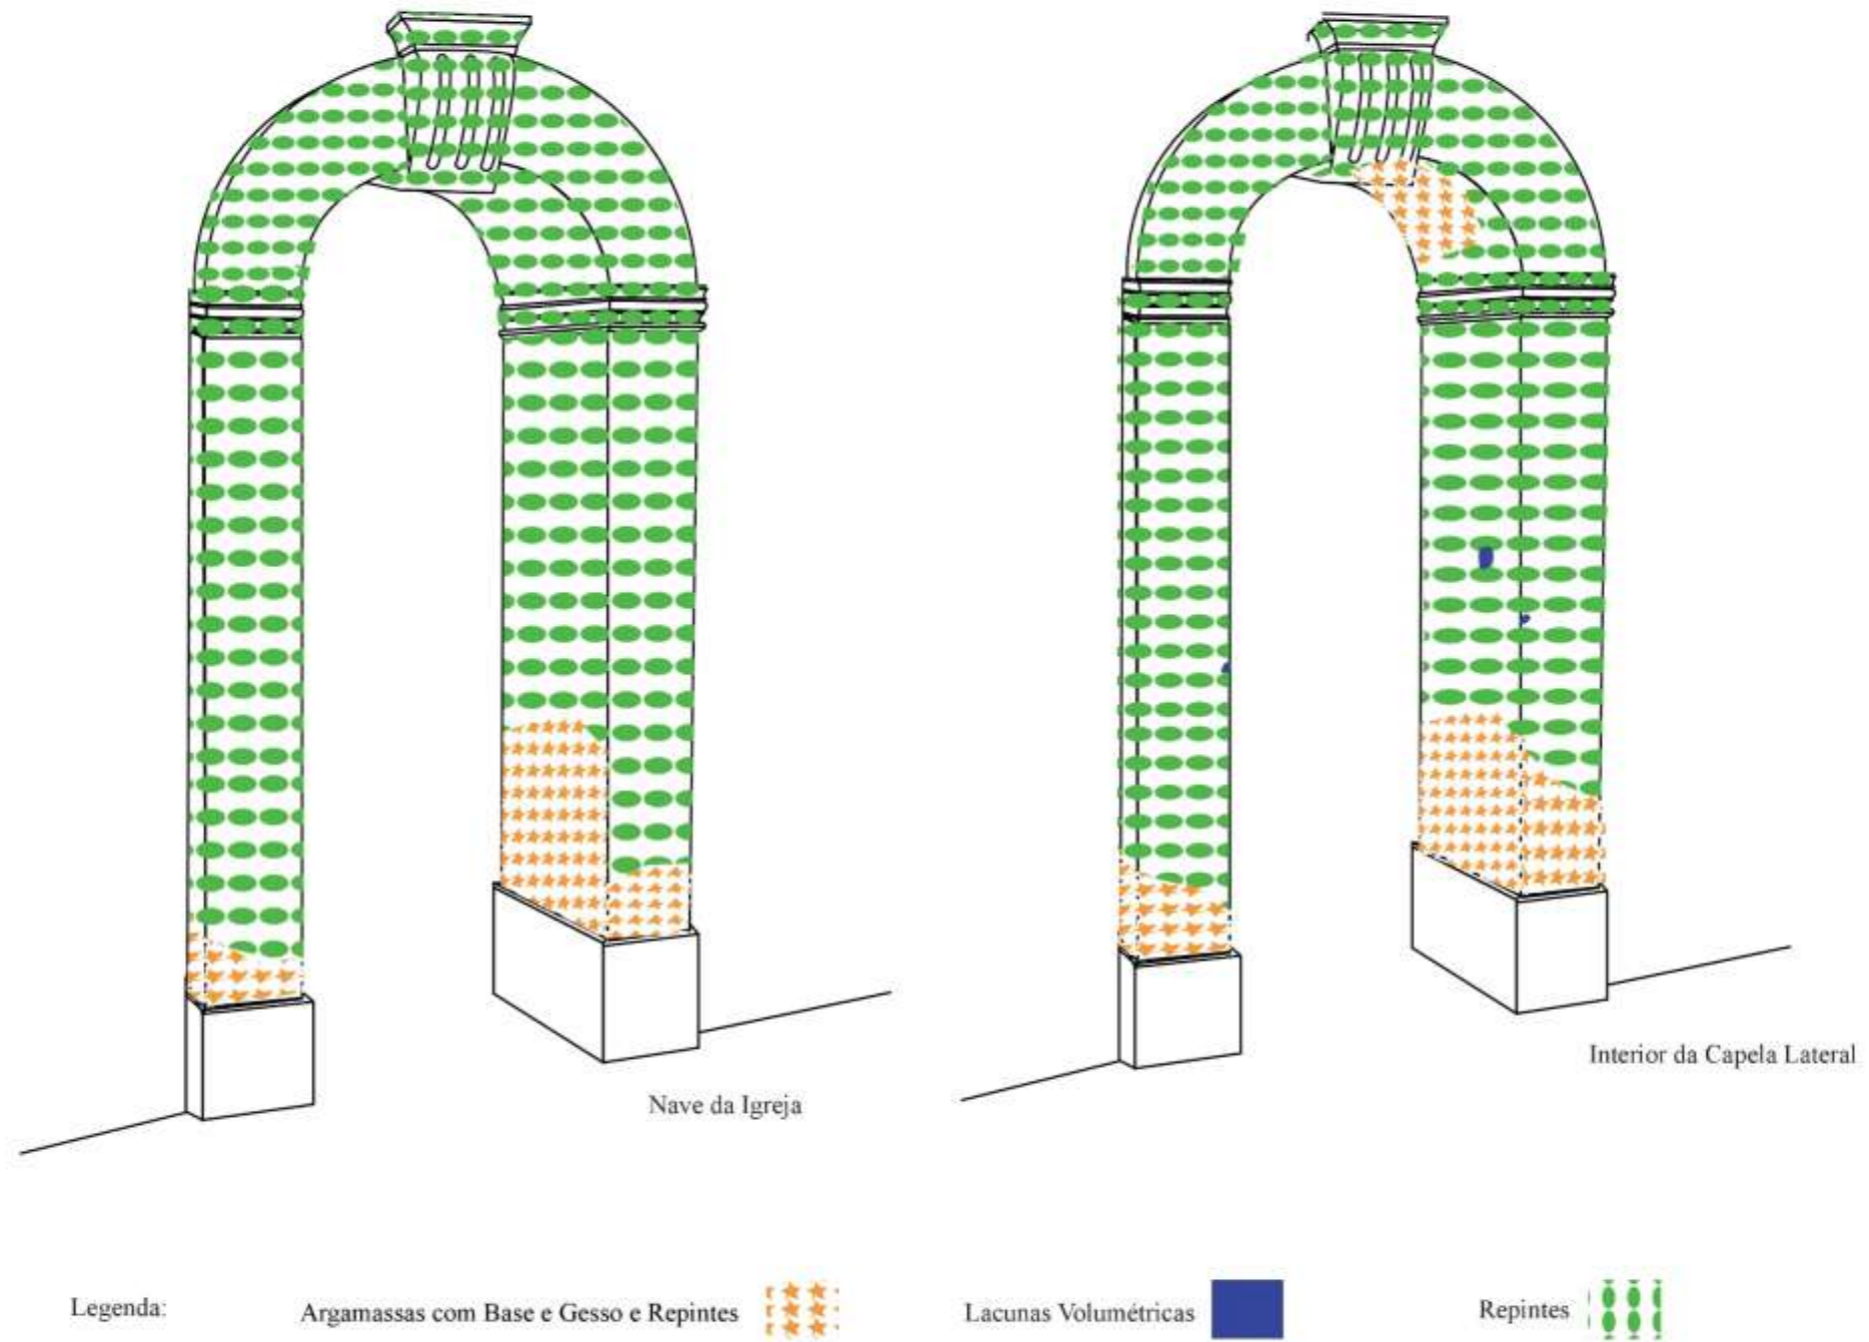 Interior da Capela Lateral
Nave da Igreja
Legenda:
Argamassas com Base e Gesso e Repintes
Lacunas Volumétricas
Repintes